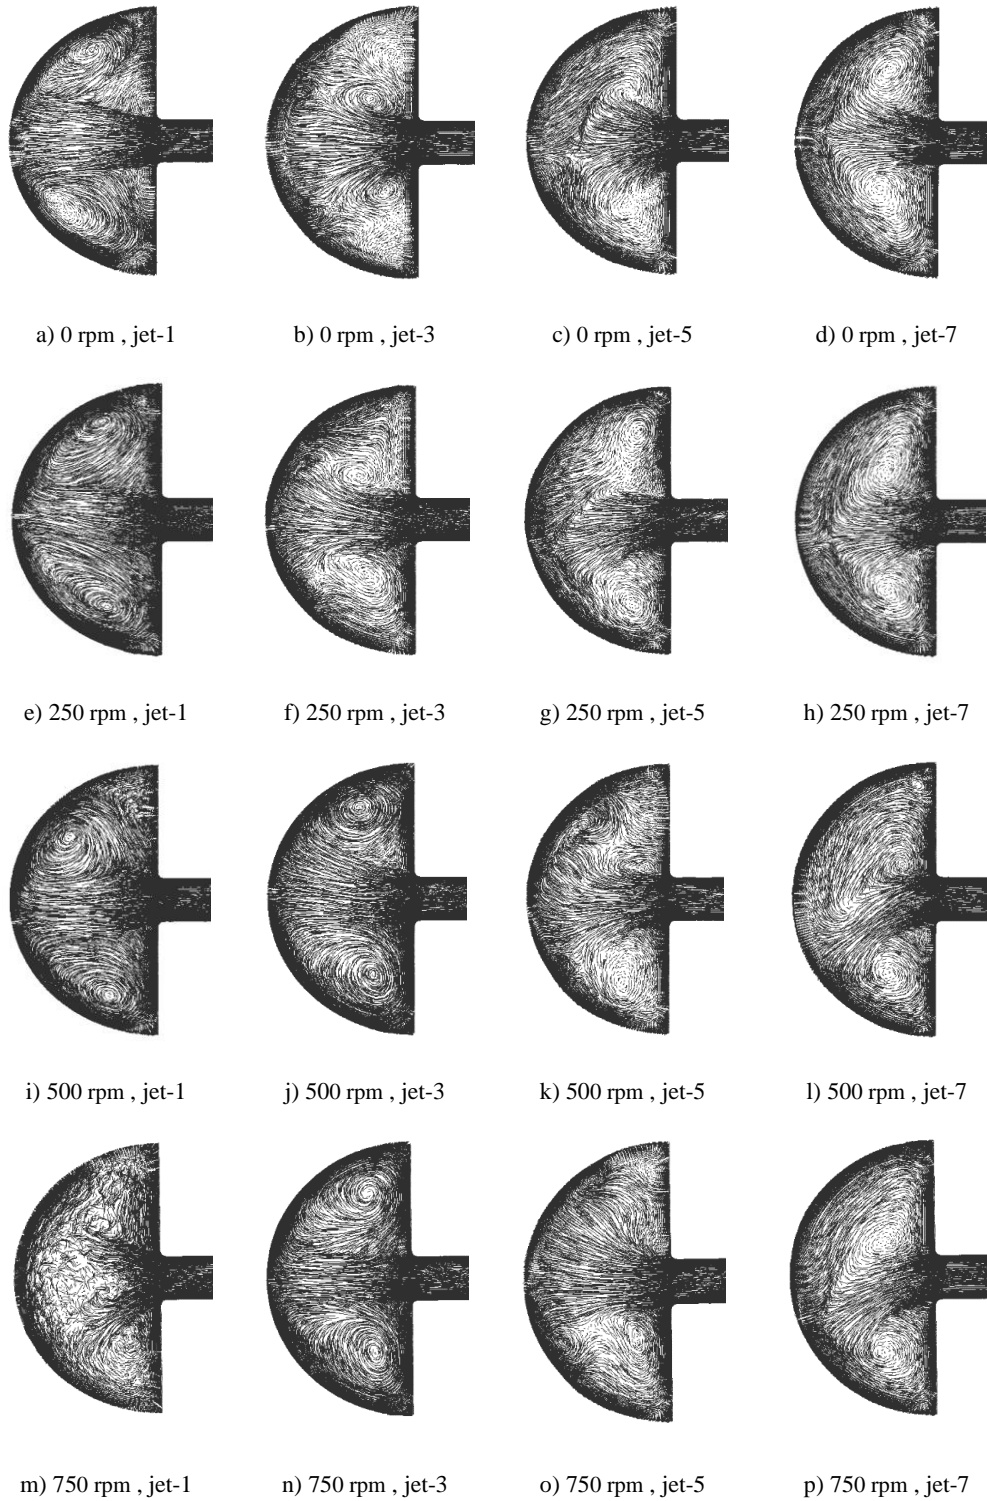 a) 0 rpm , jet-1
b) 0 rpm , jet-3
c) 0 rpm , jet-5
d) 0 rpm , jet-7
e) 250 rpm , jet-1
f) 250 rpm , jet-3
g) 250 rpm , jet-5
h) 250 rpm , jet-7
i) 500 rpm , jet-1
j) 500 rpm , jet-3
k) 500 rpm , jet-5
l) 500 rpm , jet-7
m) 750 rpm , jet-1
n) 750 rpm , jet-3
o) 750 rpm , jet-5
p) 750 rpm , jet-7